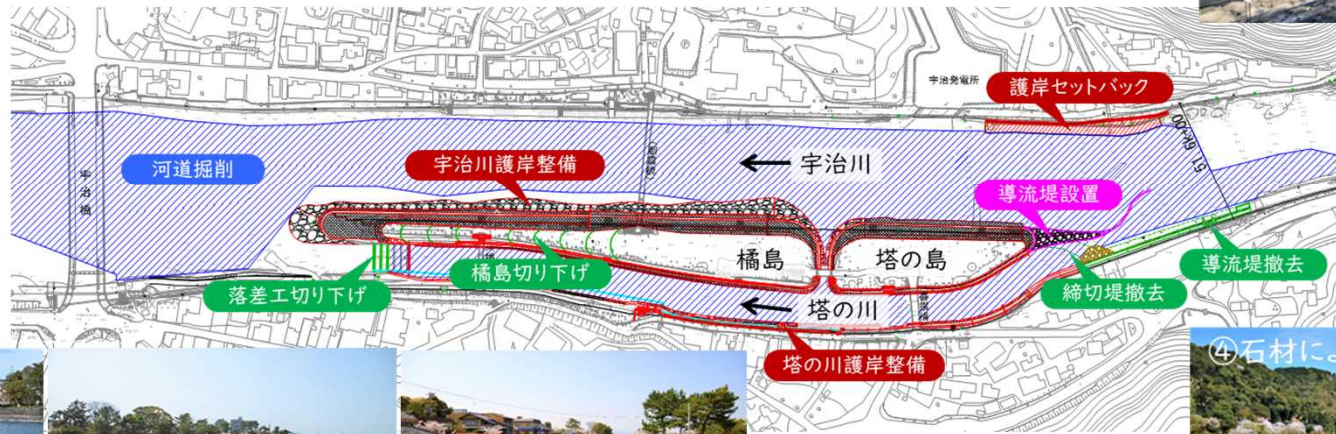 宇治発電所
護岸セットバック
51.6K+00
宇治川護岸整備
← 宇治川
河道掘削
宇治橋
導流堤設置
橘島
塔の島
導流堤撤去
橘島切り下げ
締切堤撤去
落差工切り下げ
← 塔の川
塔の川護岸整備
④石材によ